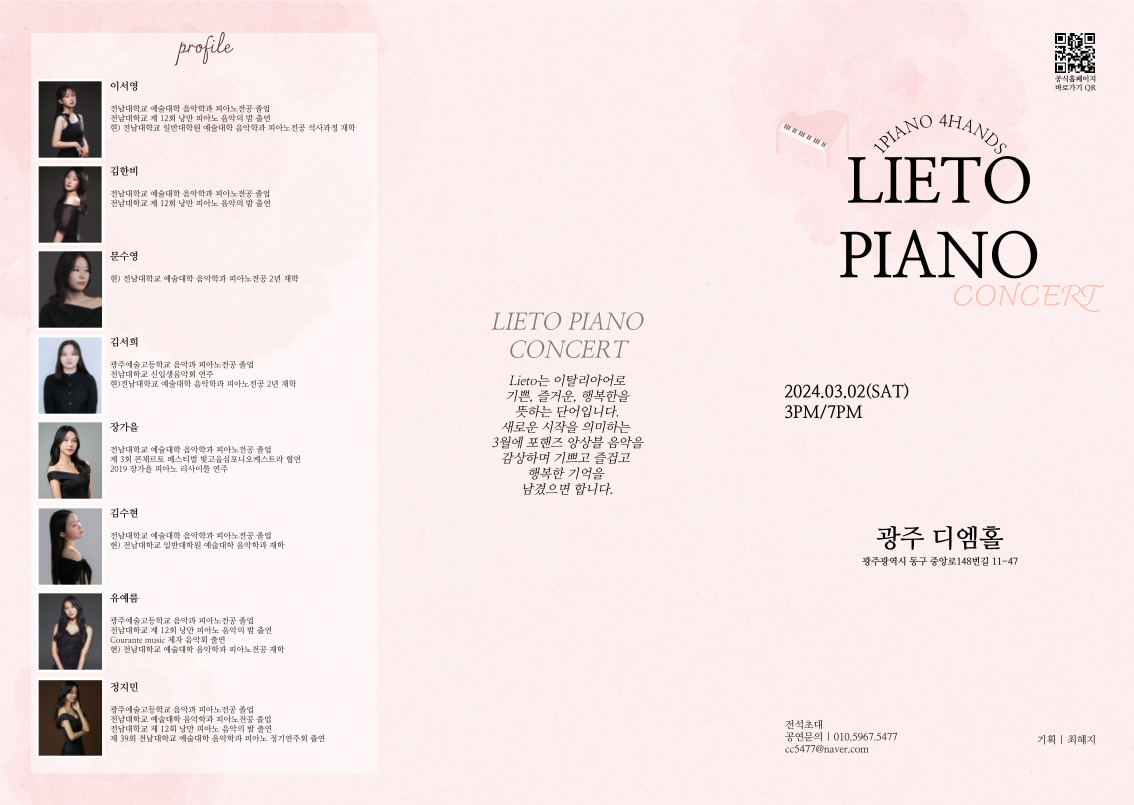 profile
이서영
전남대학교 예술대학 음악학과 피아노전공 졸업
전남대학교 제 12회 낭만 피아노 음악의 밤 출연
현) 전남대학교 일반대학원 예술대학 음악학과 피아노전공 석사과정 재학
김한비
전남대학교 예술대학 음악학과 피아노전공 졸업
전남대학교 제 12회 낭만 피아노 음악의 밤 출연
문수영
현) 전남대학교 예술대학 음악학과 피아노전공 2년 재학
김서희
광주예술고등학교 음악과 피아노전공 졸업
전남대학교 신입생음악회 연주
현)전남대학교 예술대학 음악학과 피아노전공 2년 재학
장가을
전남대학교 예술대학 음악학과 피아노전공 졸업
제 3회 콘체르토 페스티벌 빛고을심포니오케스트라 협연
2019 장가을 피아노 리사이틀 연주
김수현
전남대학교 예술대학 음악학과 피아노전공 졸업
현) 전남대학교 일반대학원 예술대학 음악학과 재학
유예름
광주예술고등학교 음악과 피아노전공 졸업
전남대학교 제 12회 낭만 피아노 음악의 밤 출연
Courante music 제자 음악회 출연
현) 전남대학교 예술대학 음악학과 피아노전공 재학
정지민
광주예술고등학교 음악과 피아노전공 졸업
전남대학교 예술대학 음악학과 피아노전공 졸업
전남대학교 제 12회 낭만 피아노 음악의 밤 출연
제 39회 전남대학교 예술대학 음악학과 피아노 정기연주회 출연
LIETO PIANO
CONCERT
Lieto는 이탈리아어로
기쁜, 즐거운, 행복한을
뜻하는 단어입니다.
새로운 시작을 의미하는
3월에 포핸즈 앙상블 음악을
감상하며 기쁘고 즐겁고
행복한 기억을
남겼으면 합니다.
공식홈페이지
바로가기 QR
1PIANO 4HANDS
LIETO
PIANO
CONCERT
2024.03.02(SAT)
3PM/7PM
광주 디엠홀
광주광역시 동구 중앙로148번길 11-47
전석초대
공연문의 | 010.5967.5477
cc5477@naver.com
기획 | 최혜지